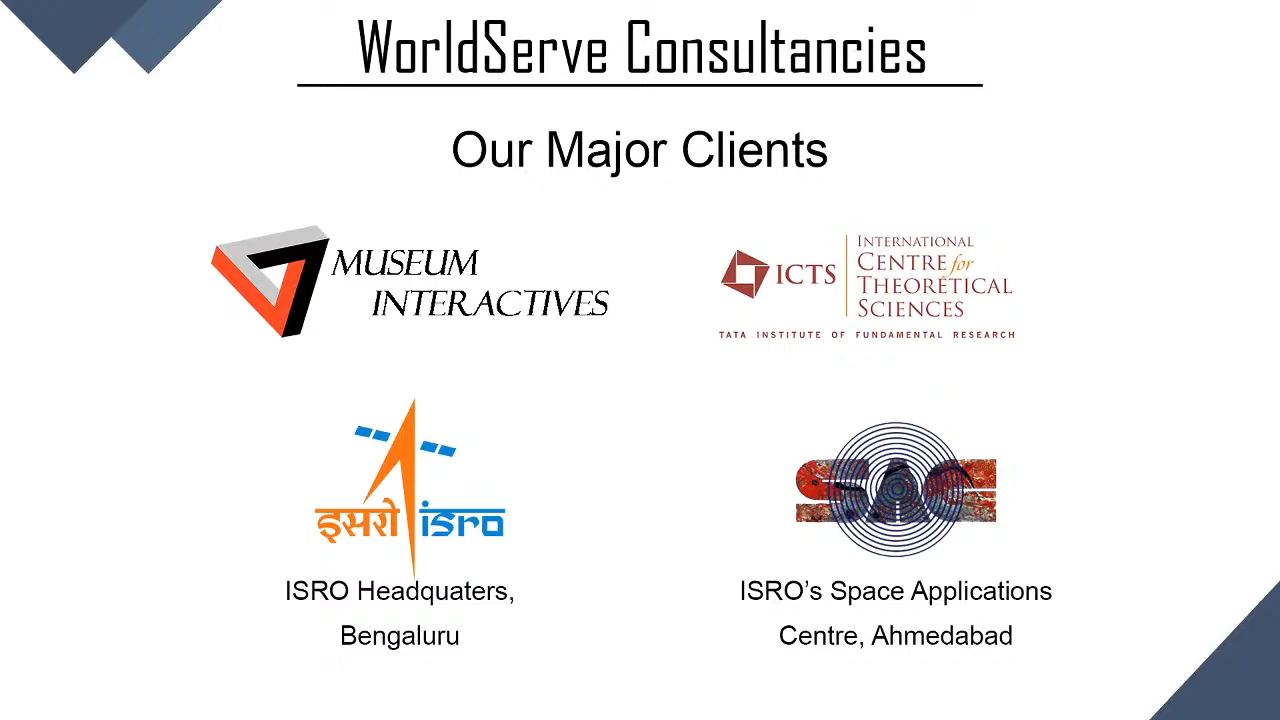 WorldServe Consultancies
Our Major Clients
MUSEUM
INTERACTIVES
ICTS
INTERNATIONAL
CENTRE for
THEORETICAL
SCIENCES
TATA INSTITUTE OF FUNDAMENTAL RESEARCH
इसरो isro
SAC
ISRO Headquaters,
Bengaluru
ISRO’s Space Applications
Centre, Ahmedabad